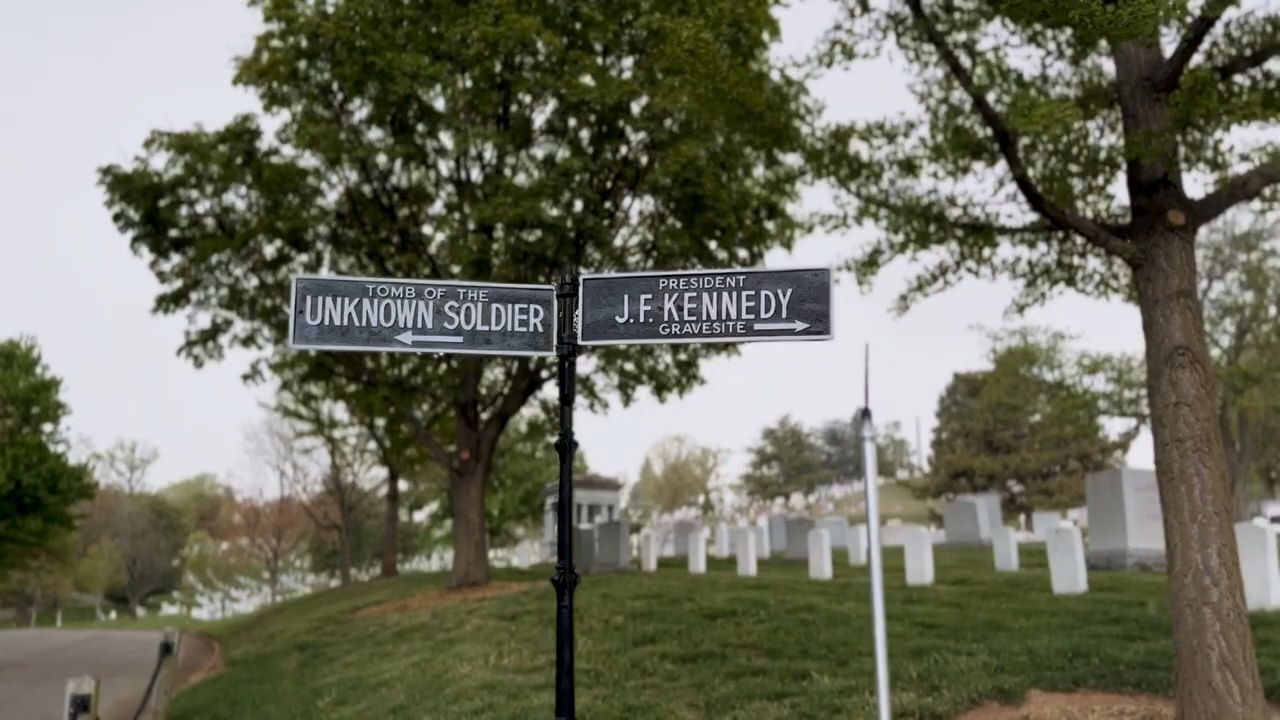 TOMB OF THE
UNKNOWN SOLDIER
PRESIDENT
J.F. KENNEDY
GRAVESITE